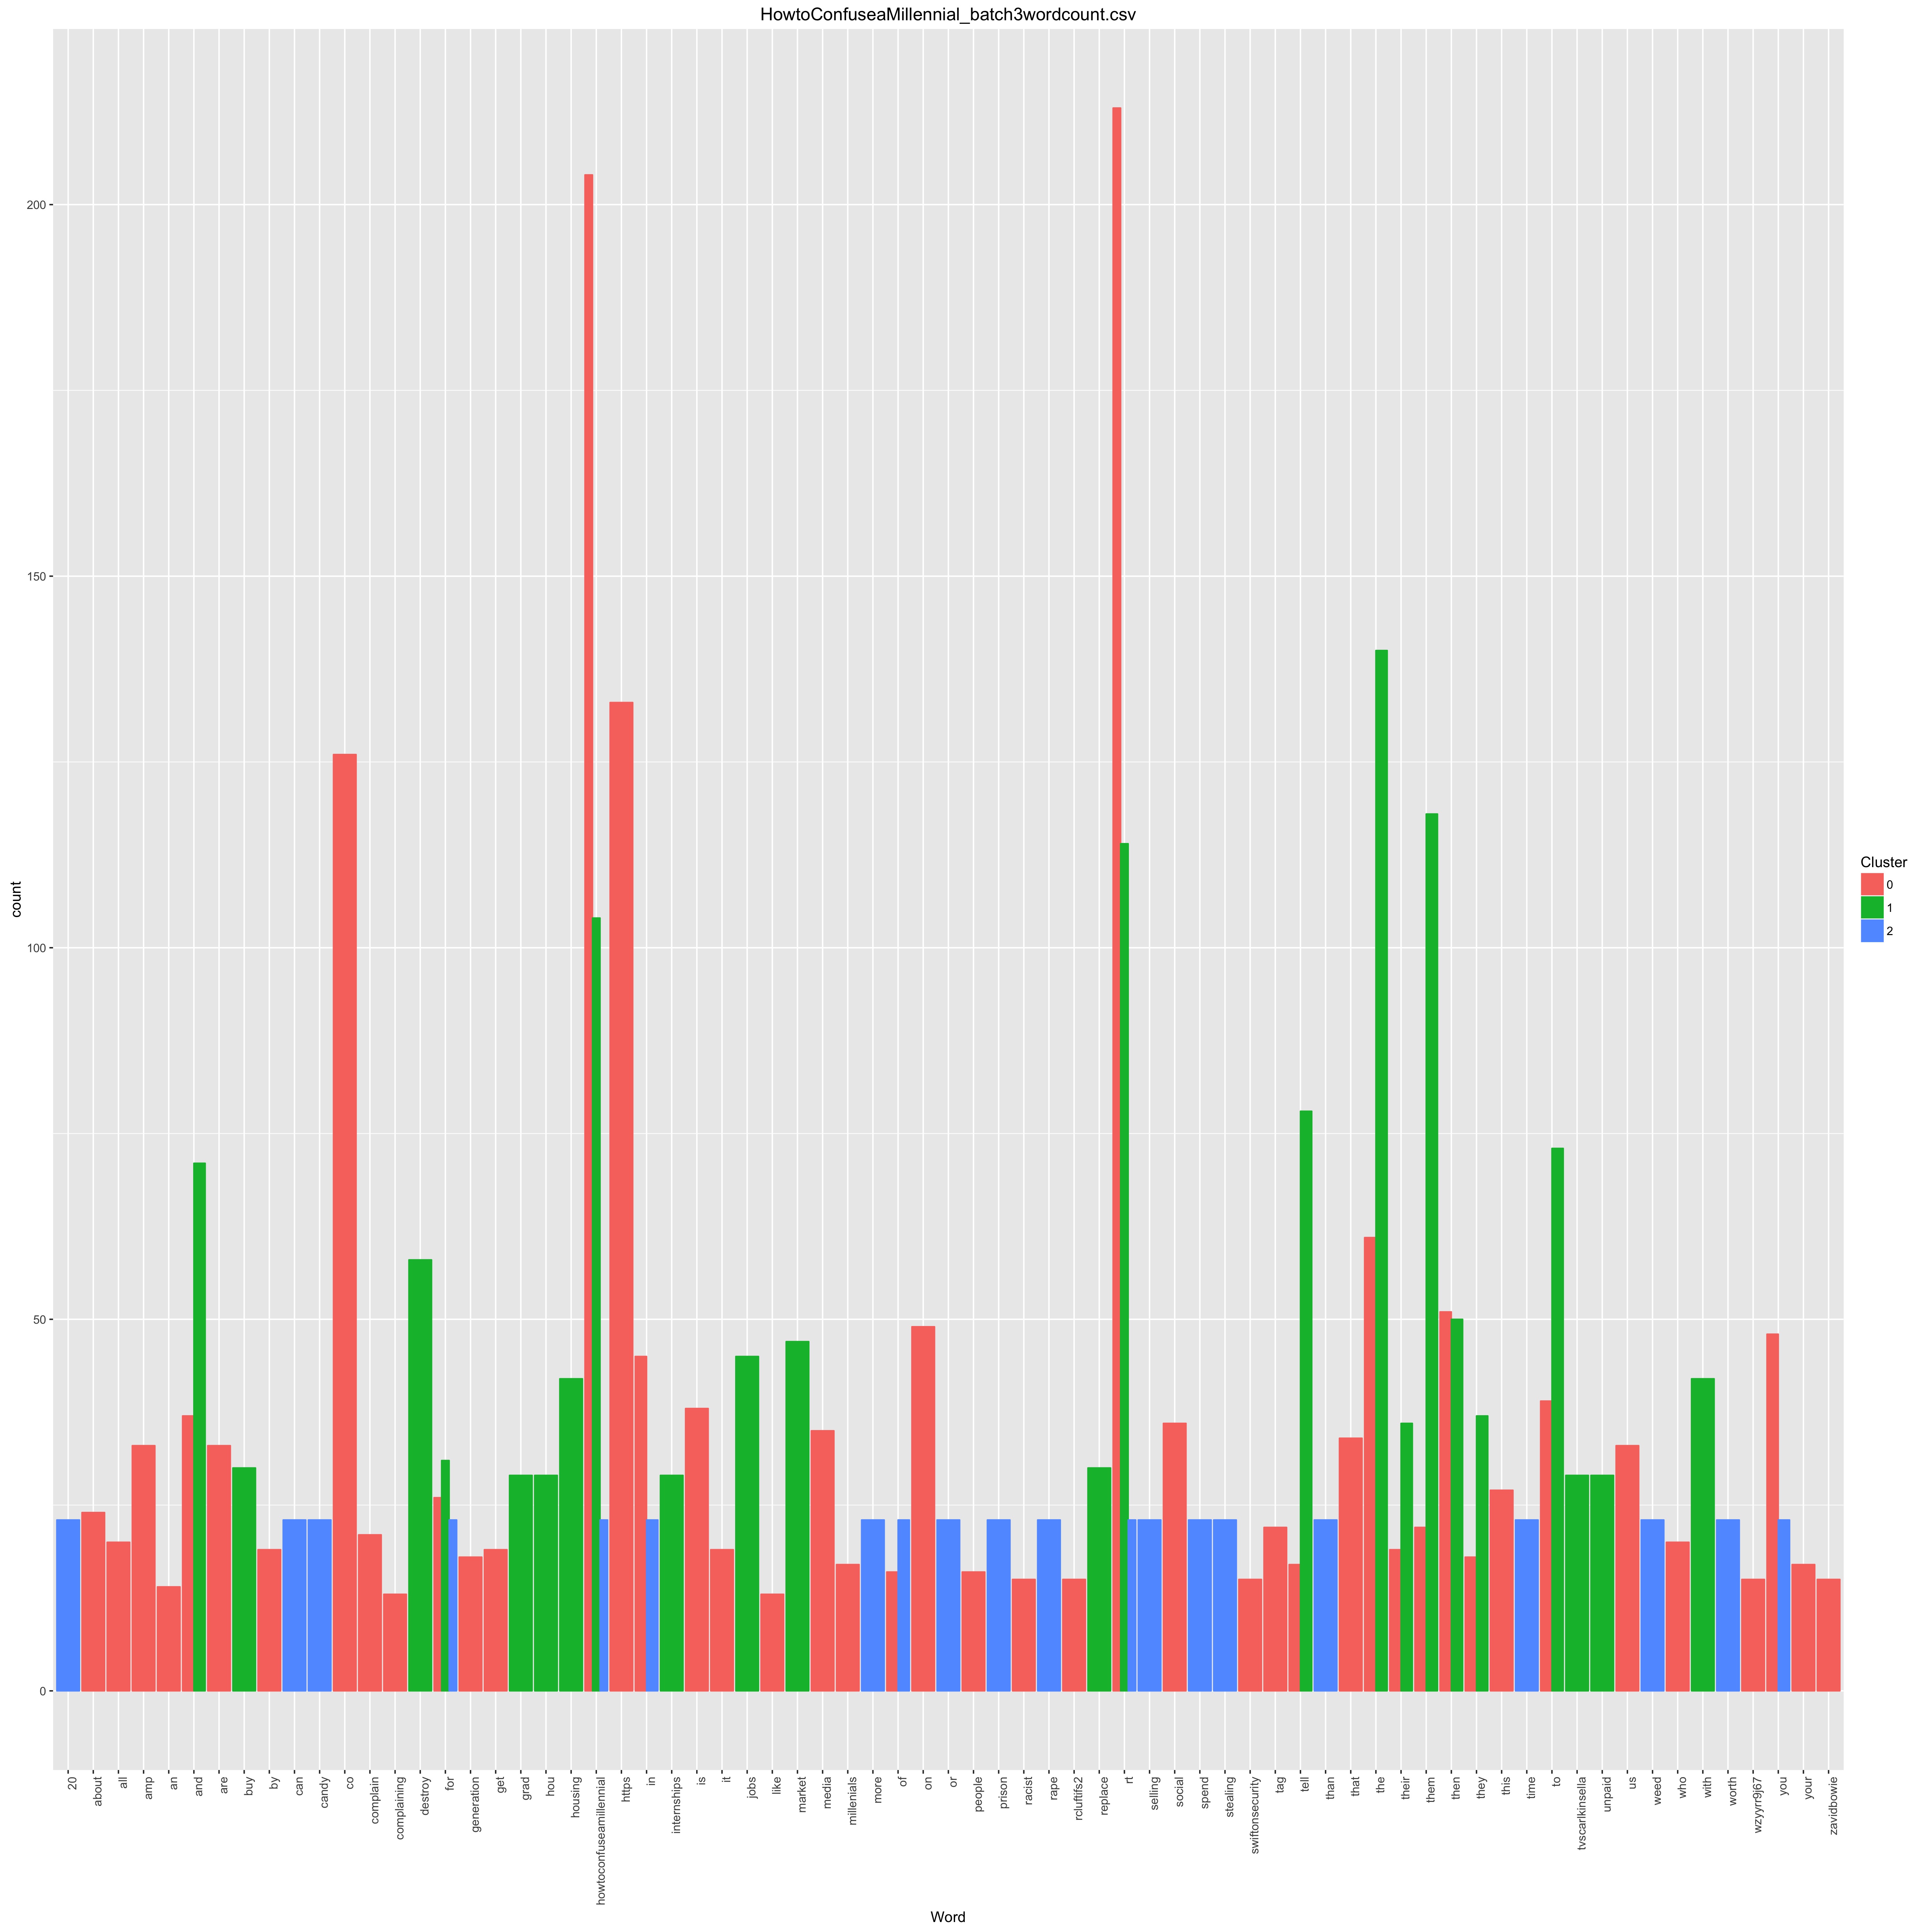 HowtoConfuseaMillennial_batch3wordcount.csv
count
200
150
100
50
0
20
about
all
amp
an
and
are
buy
by
can
candy
co
complain
complaining
destroy
for
generation
get
grad
hou
housing
howtoconfuseamillennial
https
in
internships
is
it
jobs
like
market
media
millenials
more
of
on
or
people
prison
racist
rape
rcluftifs2
replace
rt
selling
social
spend
stealing
swiftonsecurity
tag
tell
than
that
the
their
them
then
they
this
time
to
tvscarlkinsella
unpaid
us
weed
who
with
worth
wzyyrr9j67
you
your
zavidbowie
Word
Cluster
0
1
2